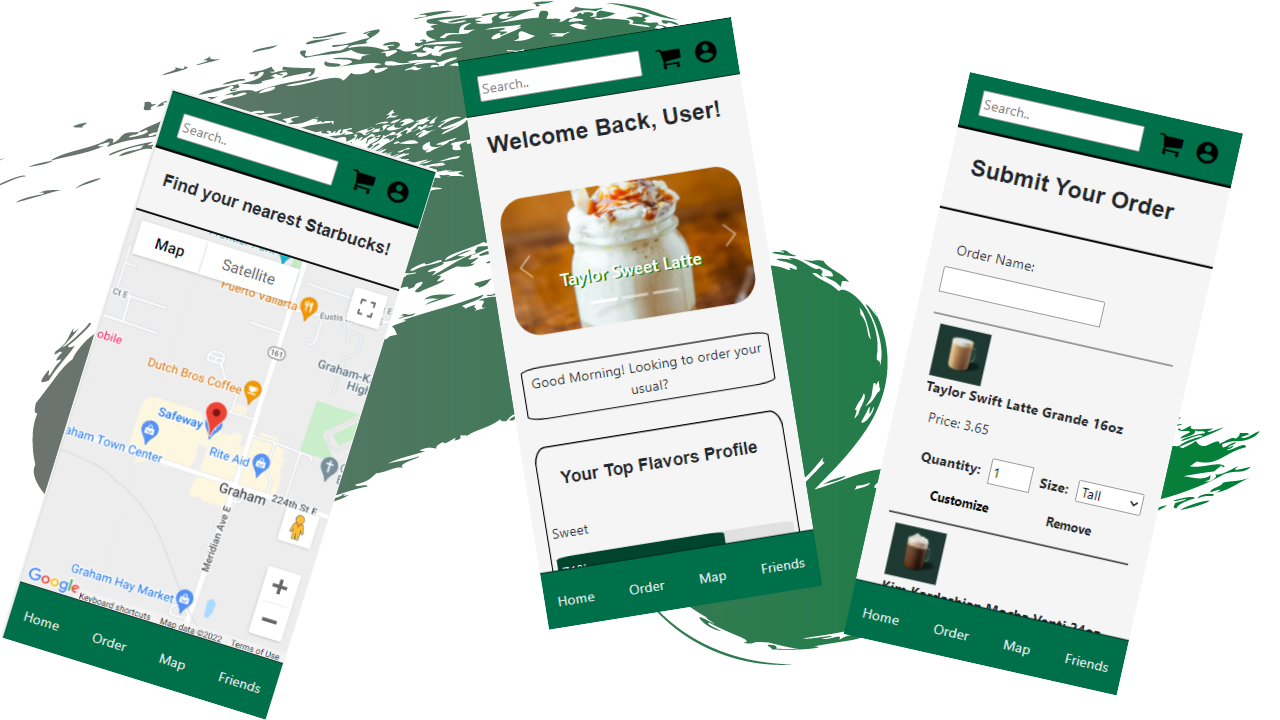 Search..
Find your nearest Starbucks!
Map
Satellite
Puerto Vallarta
Ct E
Eustis
E
161
obile
Dutch Bros Coffee
Graham-K
High
Safeway
aham Town Center
Rite Aid
Graham
224th St E
Meridian Ave E
Graham Hay Market
Google
Keyboard shortcuts
Map data ©2022
Terms of Use
Home
Order
Map
Friends
Search..
Welcome Back, User!
Taylor Sweet Latte
Good Morning! Looking to order your
usual?
Your Top Flavors Profile
Sweet
Home
Order
Map
Friends
Search..
Submit Your Order
Order Name:
Taylor Swift Latte Grande 16oz
Price: 3.65
Quantity: 1 Size: Tall
Customize
Remove
Kim Kardashian Mocha Venti 24oz
Home
Order
Map
Friends